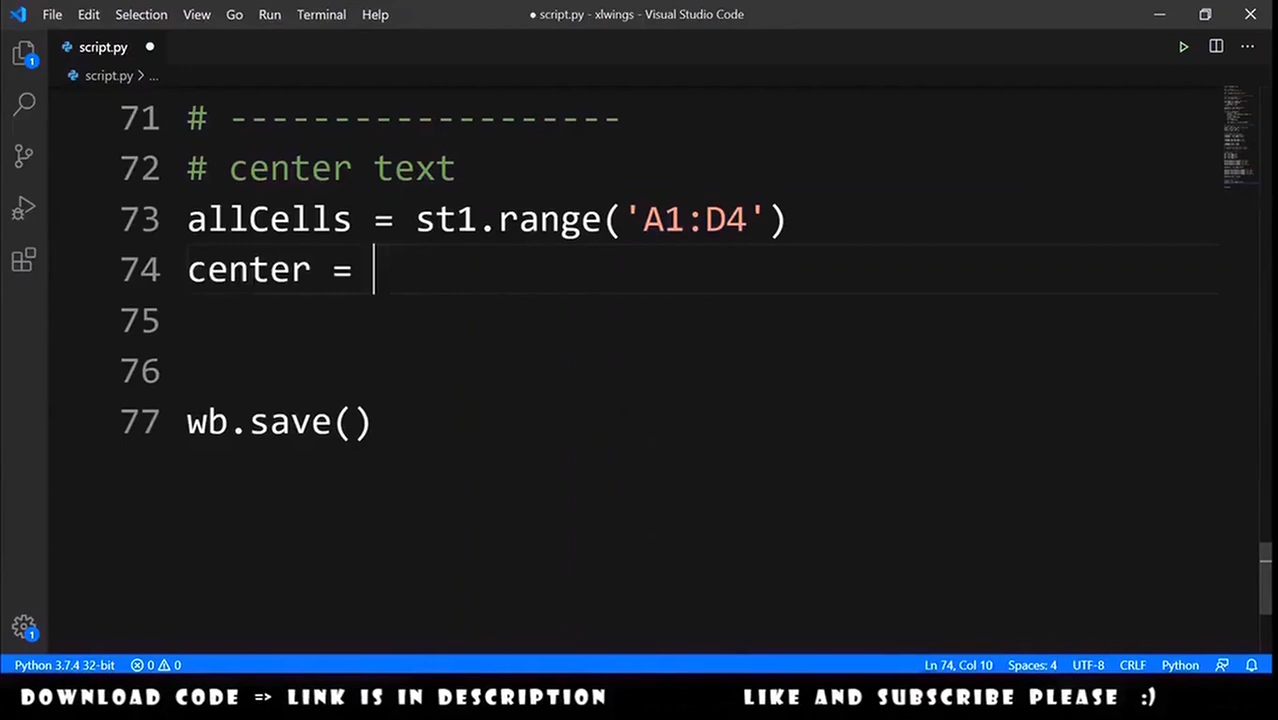 File Edit Selection View Go Run Terminal Help ● script.py - xlwings - Visual Studio Code
script.py ●
script.py > ...
71 # -------------------
72 # center text
73 allCells = st1.range('A1:D4')
74 center =
75
76
77 wb.save()
1
1
Python 3.7.4 32-bit 0 0 Ln 74, Col 10 Spaces: 4 UTF-8 CRLF Python
DOWNLOAD CODE => LINK IS IN DESCRIPTION LIKE AND SUBSCRIBE PLEASE :)